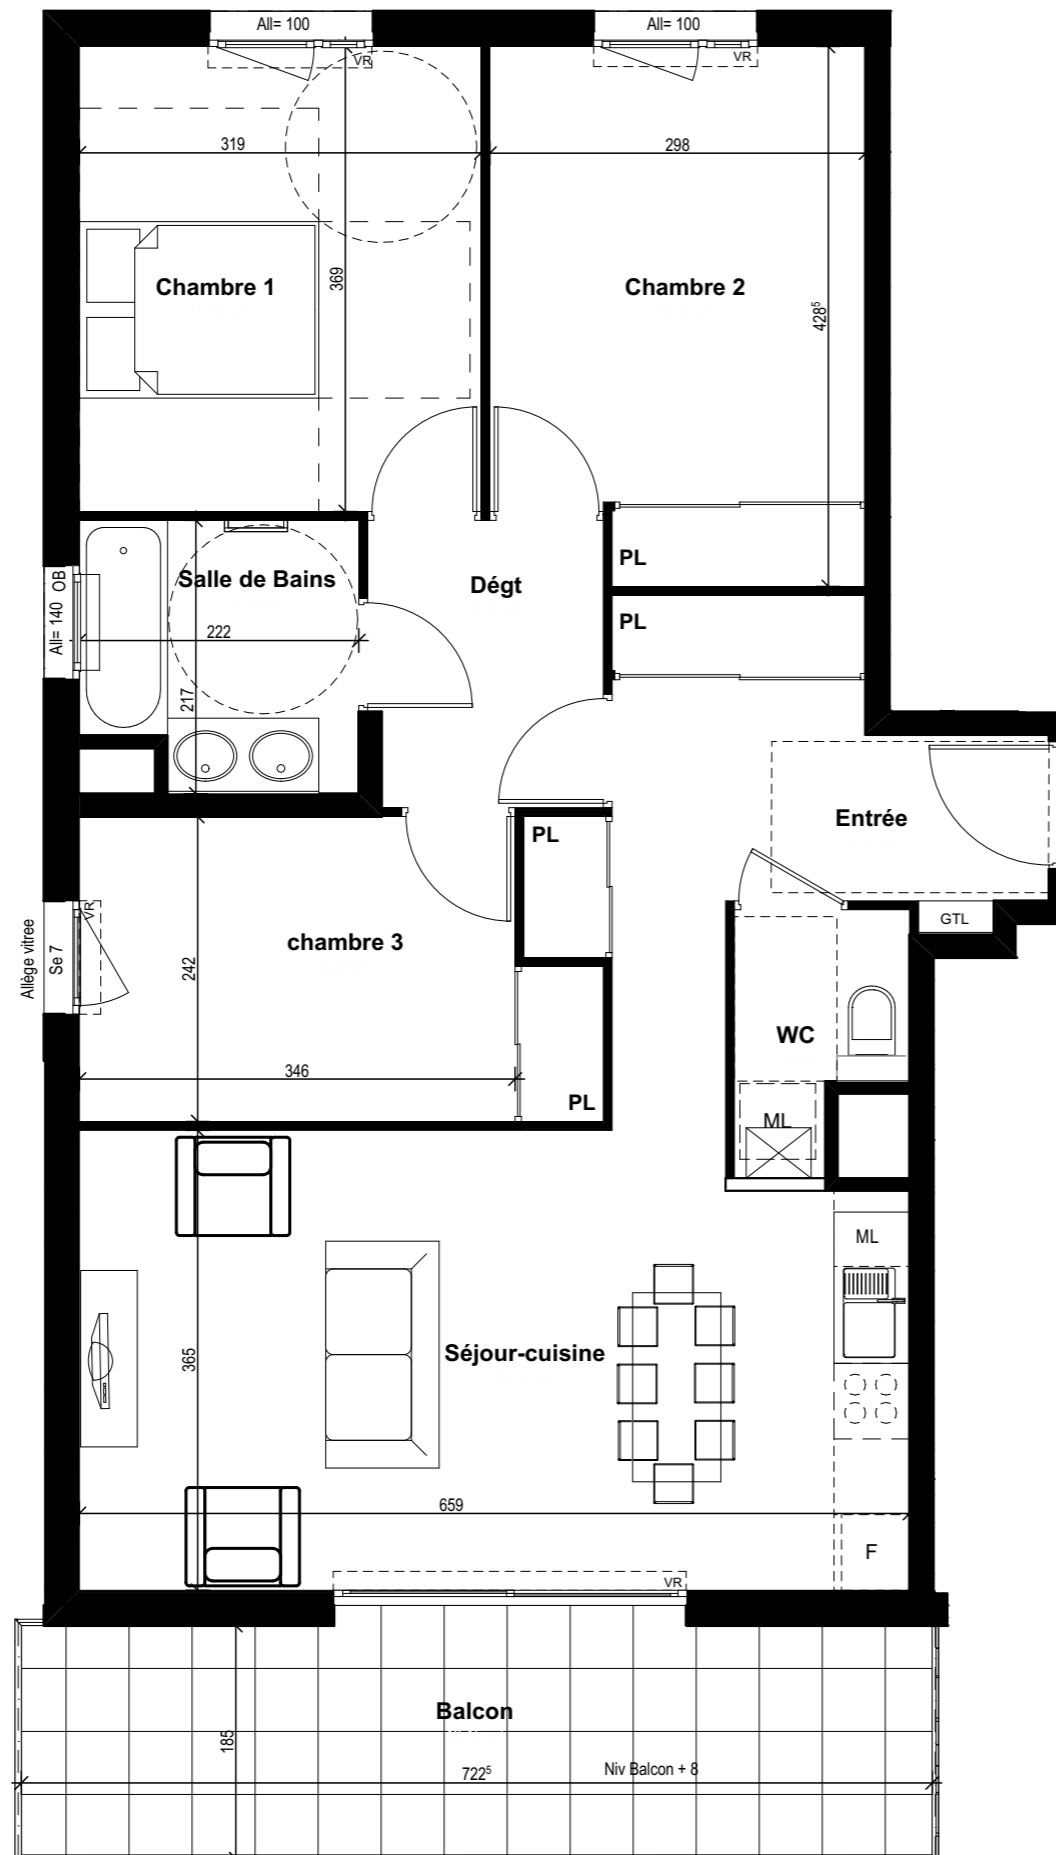 All= 100
All= 100
VR
VR
319
298
Chambre 1
369
Chambre 2
428⁵
PL
Salle de Bains
Dégt
All= 140 OB
PL
222
217
Entrée
PL
GTL
Allège vitree
Se 7
VR
chambre 3
242
WC
346
PL
ML
ML
Séjour-cuisine
365
659
F
VR
Balcon
185
722⁵
Niv Balcon + 8